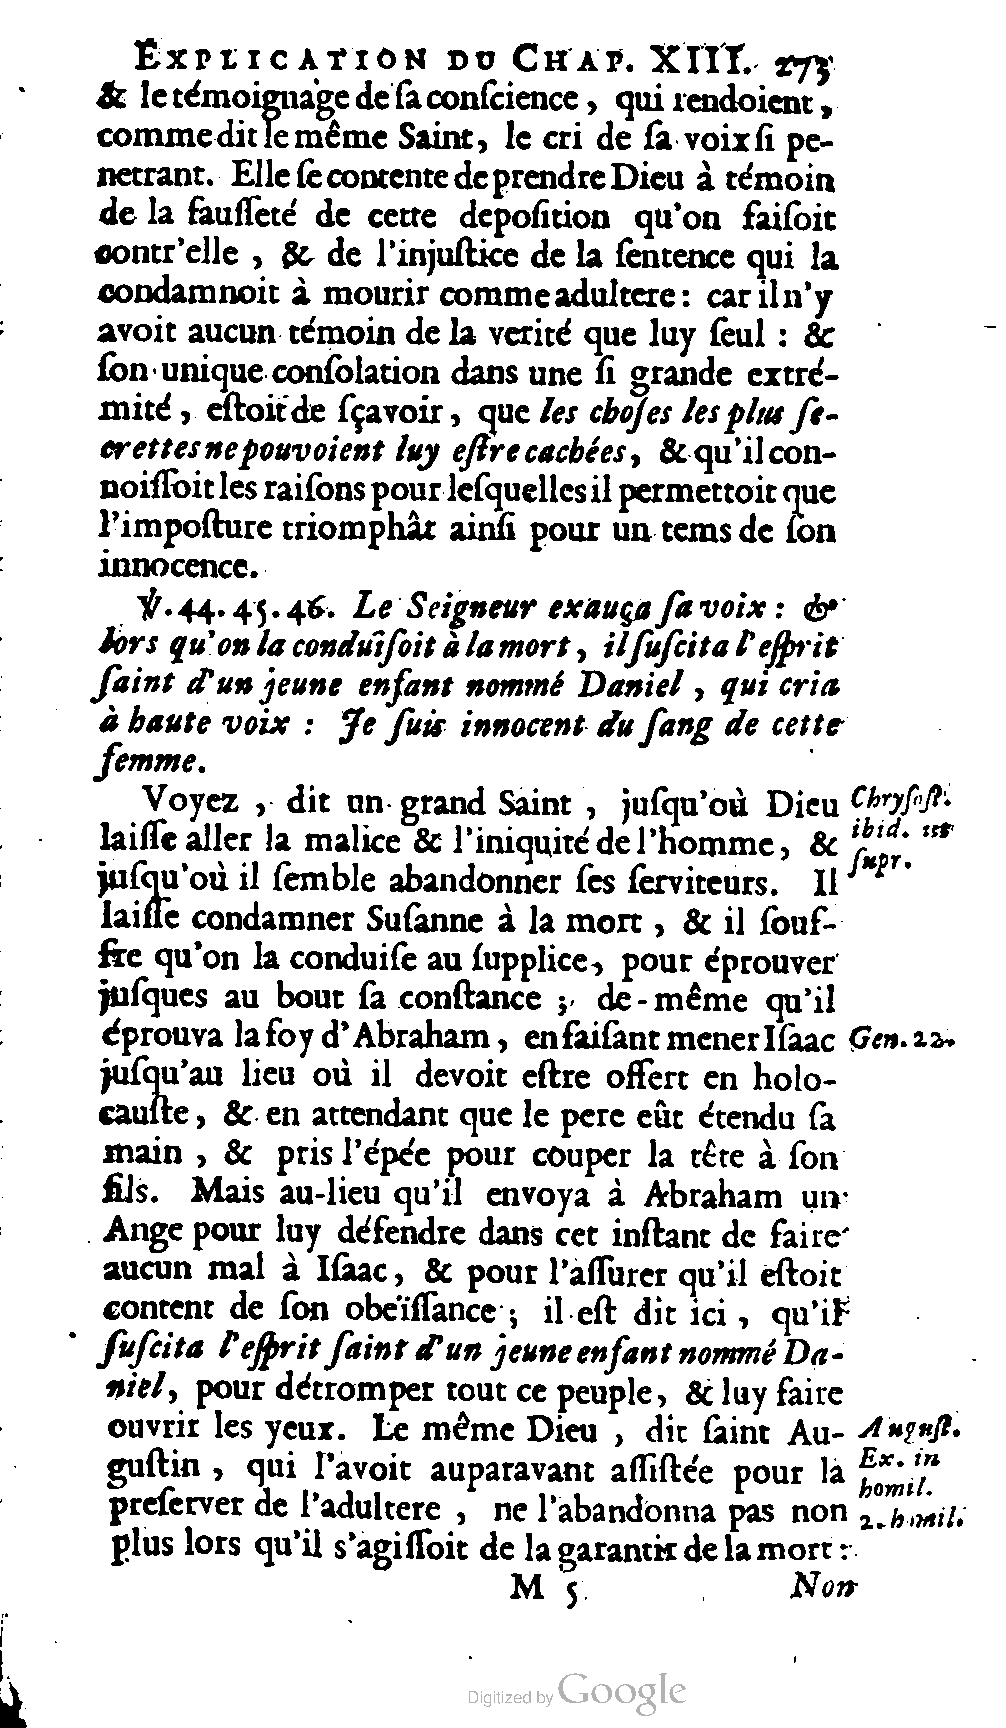 EXPLICATION DU CHAP. XIII. 273
& le témoignage de ſa conſcience, qui rendoient,
comme dit le même Saint, le cri de ſa voix ſi pe-
netrant. Elle ſe contente de prendre Dieu à témoin
de la fauſſeté de cette depoſition qu'on faiſoit
contr'elle, & de l'injuſtice de la ſentence qui la
condamnoit à mourir comme adultere: car il n'y
avoit aucun témoin de la verité que luy ſeul: &
ſon unique conſolation dans une ſi grande extré-
mité, eſtoit de ſçavoir, que les choſes les plus ſe-
crettes ne pouvoient luy eſtre cachées, & qu'il con-
noiſſoit les raiſons pour leſquelles il permettoit que
l'impoſture triomphât ainſi pour un tems de ſon
innocence.
℣. 44. 45. 46. Le Seigneur exauça ſa voix: &
lors qu'on la conduiſoit à la mort, il ſuſcita l'eſprit
ſaint d'un jeune enfant nommé Daniel, qui cria
à haute voix: Je ſuis innocent du ſang de cette
femme.
Voyez, dit un grand Saint, juſqu'où Dieu Chryſoſt.
laiſſe aller la malice & l'iniquité de l'homme, & ibid. ut
juſqu'où il ſemble abandonner ſes ſerviteurs. Il ſupr.
laiſſe condamner Suſanne à la mort, & il ſouf-
fre qu'on la conduiſe au ſupplice, pour éprouver
juſques au bout ſa conſtance; de-même qu'il
éprouva la foy d'Abraham, en faiſant mener Iſaac Gen. 22.
juſqu'au lieu où il devoit eſtre offert en holo-
cauſte, & en attendant que le pere eût étendu ſa
main, & pris l'épée pour couper la tête à ſon
fils. Mais au-lieu qu'il envoya à Abraham un
Ange pour luy défendre dans cet inſtant de faire
aucun mal à Iſaac, & pour l'aſſurer qu'il eſtoit
content de ſon obeïſſance; il eſt dit ici, qu'il
ſuſcita l'eſprit ſaint d'un jeune enfant nommé Da-
niel, pour détromper tout ce peuple, & luy faire
ouvrir les yeux. Le même Dieu, dit ſaint Au- Auguſt.
guſtin, qui l'avoit auparavant aſſiſtée pour la Ex. in
preſerver de l'adultere, ne l'abandonna pas non homil.
plus lors qu'il s'agiſſoit de la garantir de la mort: 2. homil.
M 5 Non
Digitized by Google